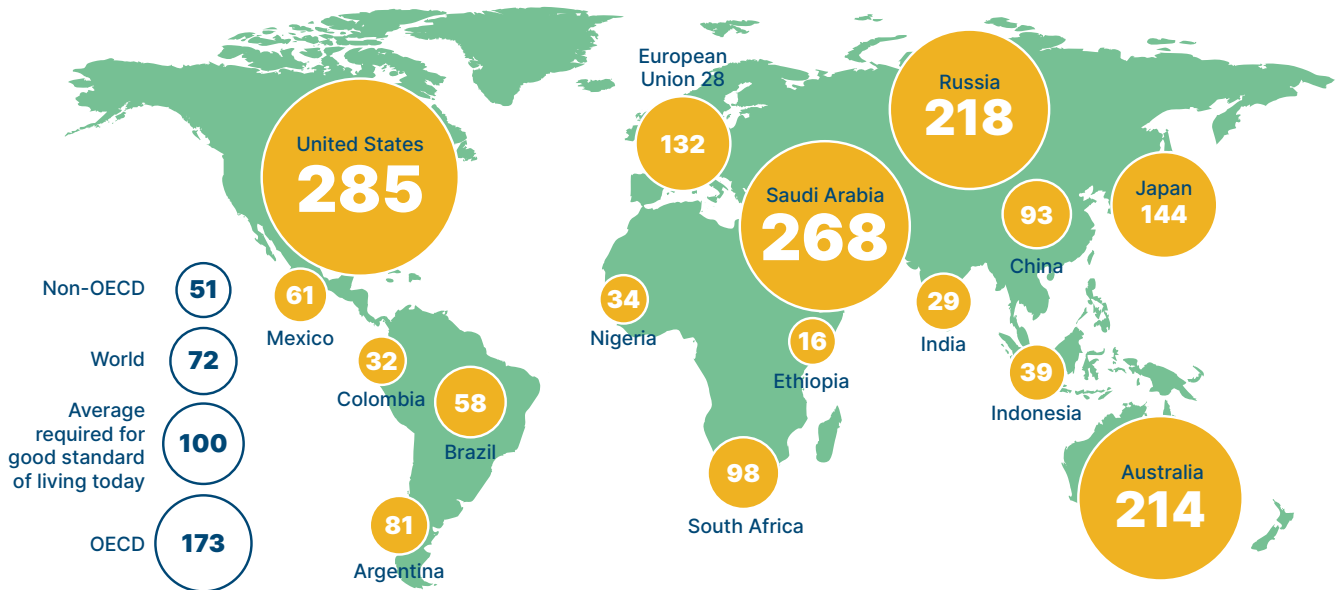 European
Union 28
132
Russia
218
United States
285
Saudi Arabia
268
93
China
Japan
144
Non-OECD
51
61
Mexico
34
Nigeria
29
India
World
72
32
Colombia
16
Ethiopia
39
Indonesia
58
Brazil
Average
required for
good standard
of living today
100
98
South Africa
Australia
214
OECD
173
81
Argentina